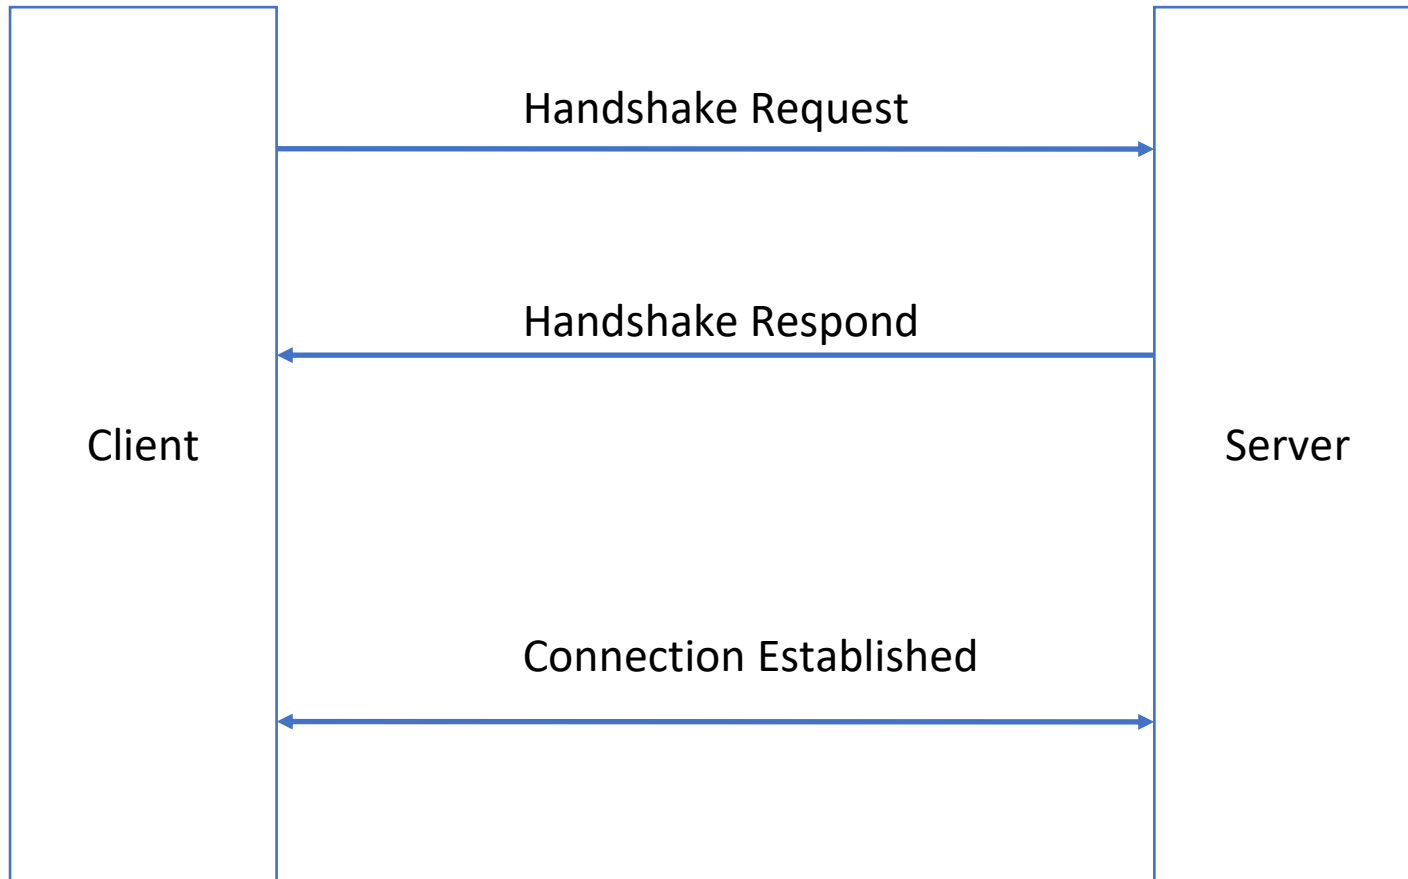 Handshake Request
Handshake Respond
Client
Server
Connection Established